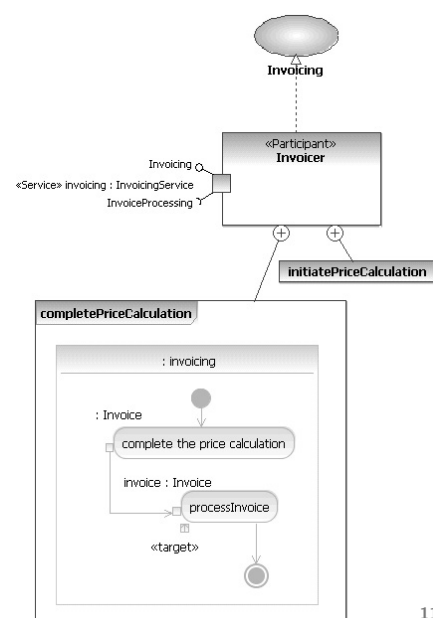 Invoicing
«Participant»
Invoicer
Invoicing
«Service» invoicing : InvoicingService
InvoiceProcessing
initiatePriceCalculation
completePriceCalculation
: invoicing
: Invoice
complete the price calculation
invoice : Invoice
processInvoice
«target»
11